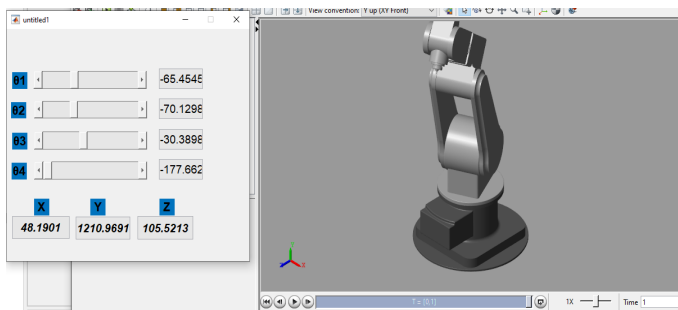 untitled1
View convention: Y up (XY Front)
θ1 -65.4545
θ2 -70.1298
θ3 -30.3898
θ4 -177.662
X Y Z
48.1901 1210.9691 105.5213
T = [0,1] 1X Time 1